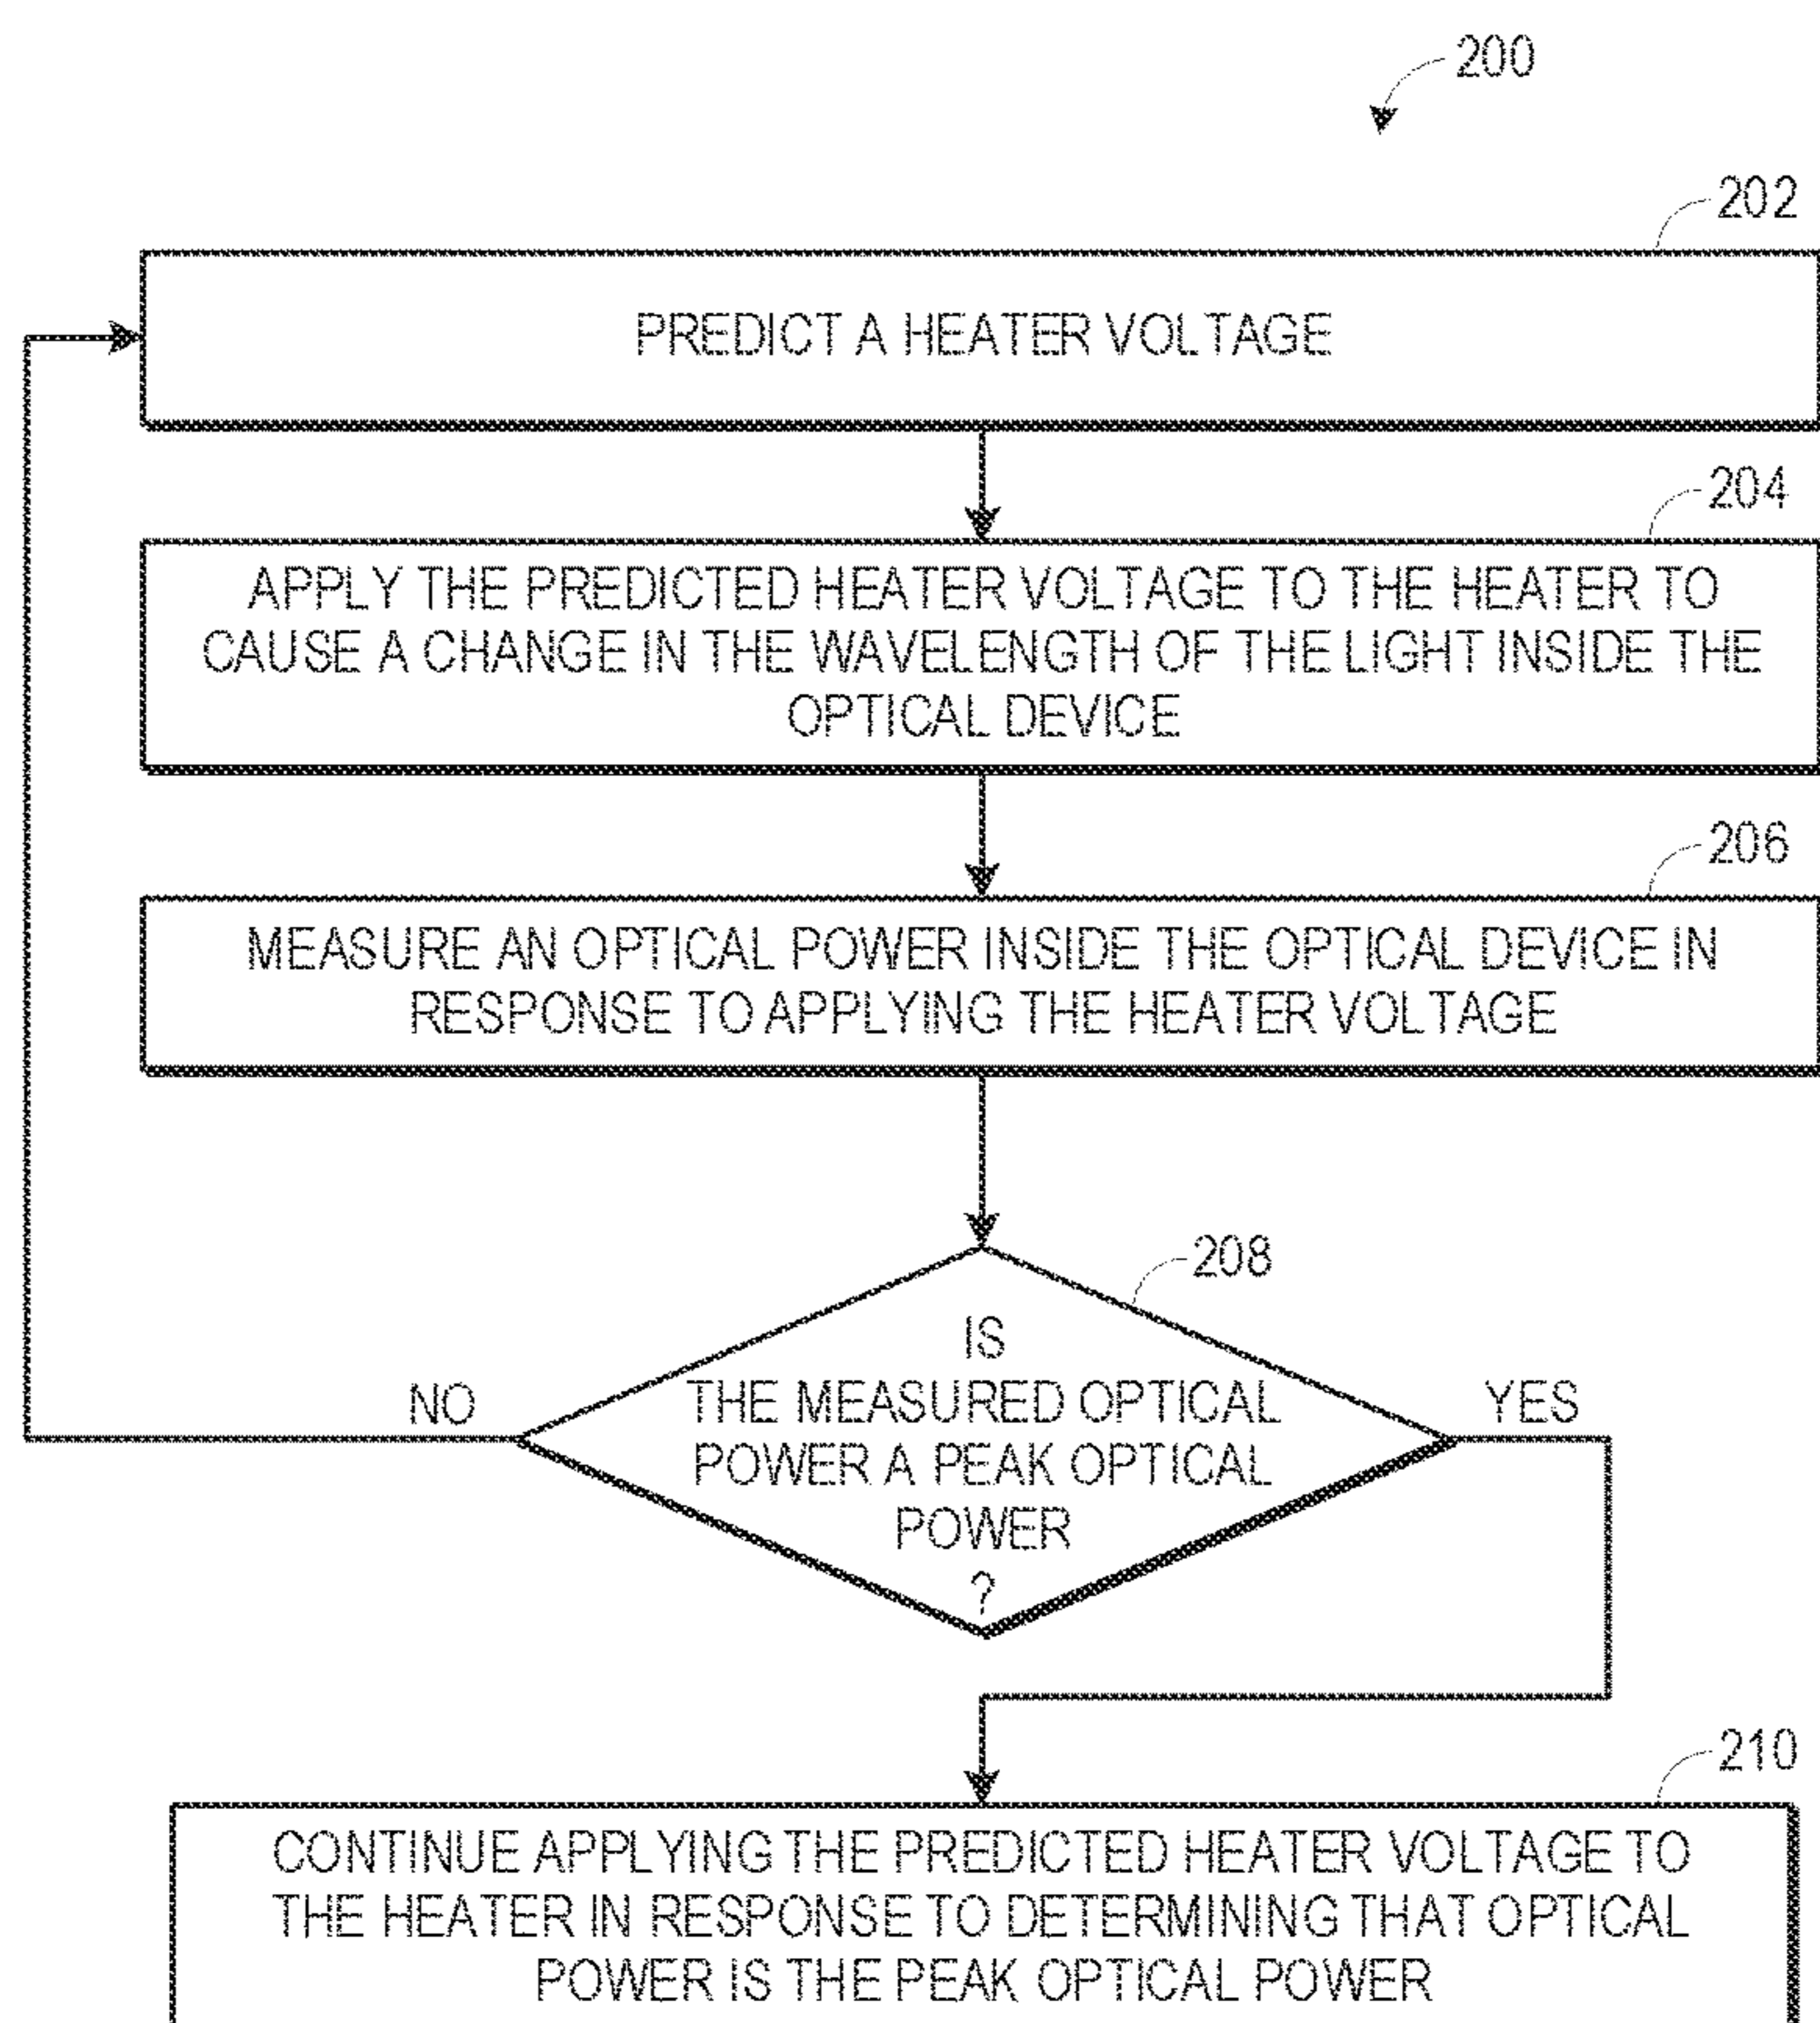 200
202
PREDICT A HEATER VOLTAGE
204
APPLY THE PREDICTED HEATER VOLTAGE TO THE HEATER TO
CAUSE A CHANGE IN THE WAVELENGTH OF THE LIGHT INSIDE THE
OPTICAL DEVICE
206
MEASURE AN OPTICAL POWER INSIDE THE OPTICAL DEVICE IN
RESPONSE TO APPLYING THE HEATER VOLTAGE
208
IS
THE MEASURED OPTICAL
POWER A PEAK OPTICAL
POWER
?
NO
YES
210
CONTINUE APPLYING THE PREDICTED HEATER VOLTAGE TO
THE HEATER IN RESPONSE TO DETERMINING THAT OPTICAL
POWER IS THE PEAK OPTICAL POWER